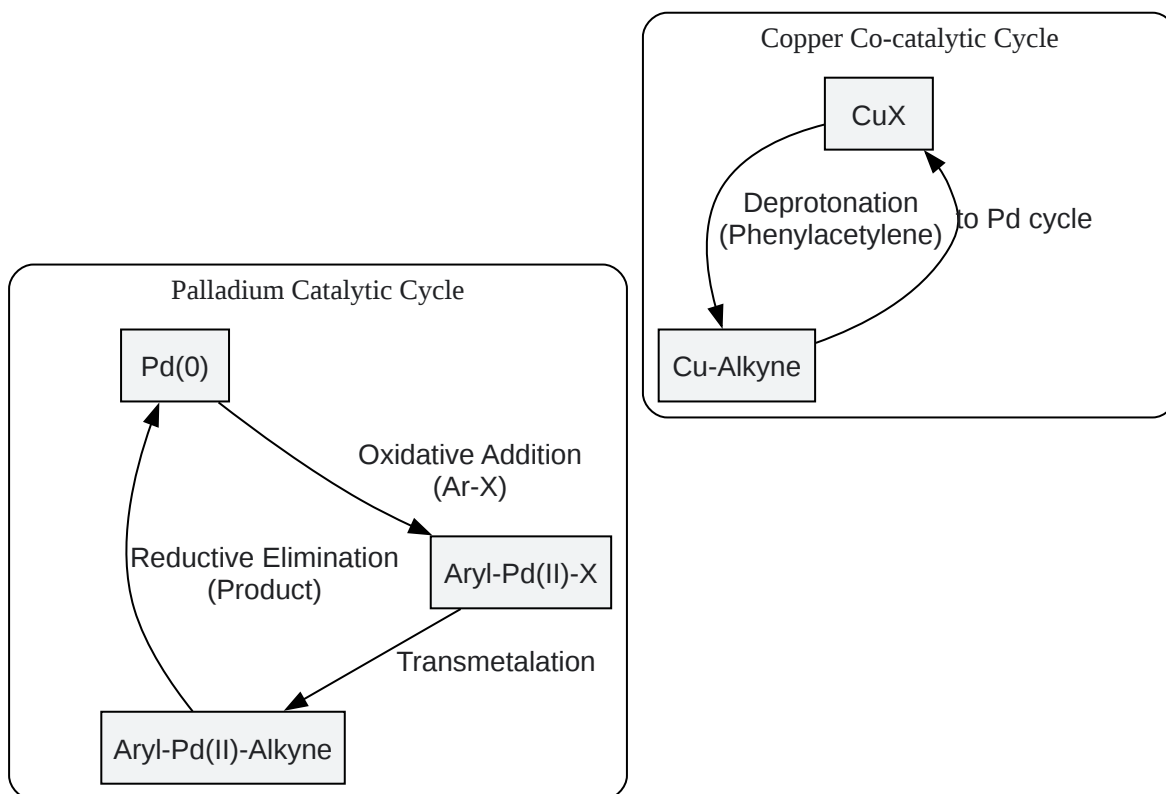 Copper Co-catalytic Cycle
CuX
Deprotonation
(Phenylacetylene)
to Pd cycle
Cu-Alkyne
Palladium Catalytic Cycle
Pd(0)
Oxidative Addition
(Ar-X)
Reductive Elimination
(Product)
Aryl-Pd(II)-X
Transmetalation
Aryl-Pd(II)-Alkyne